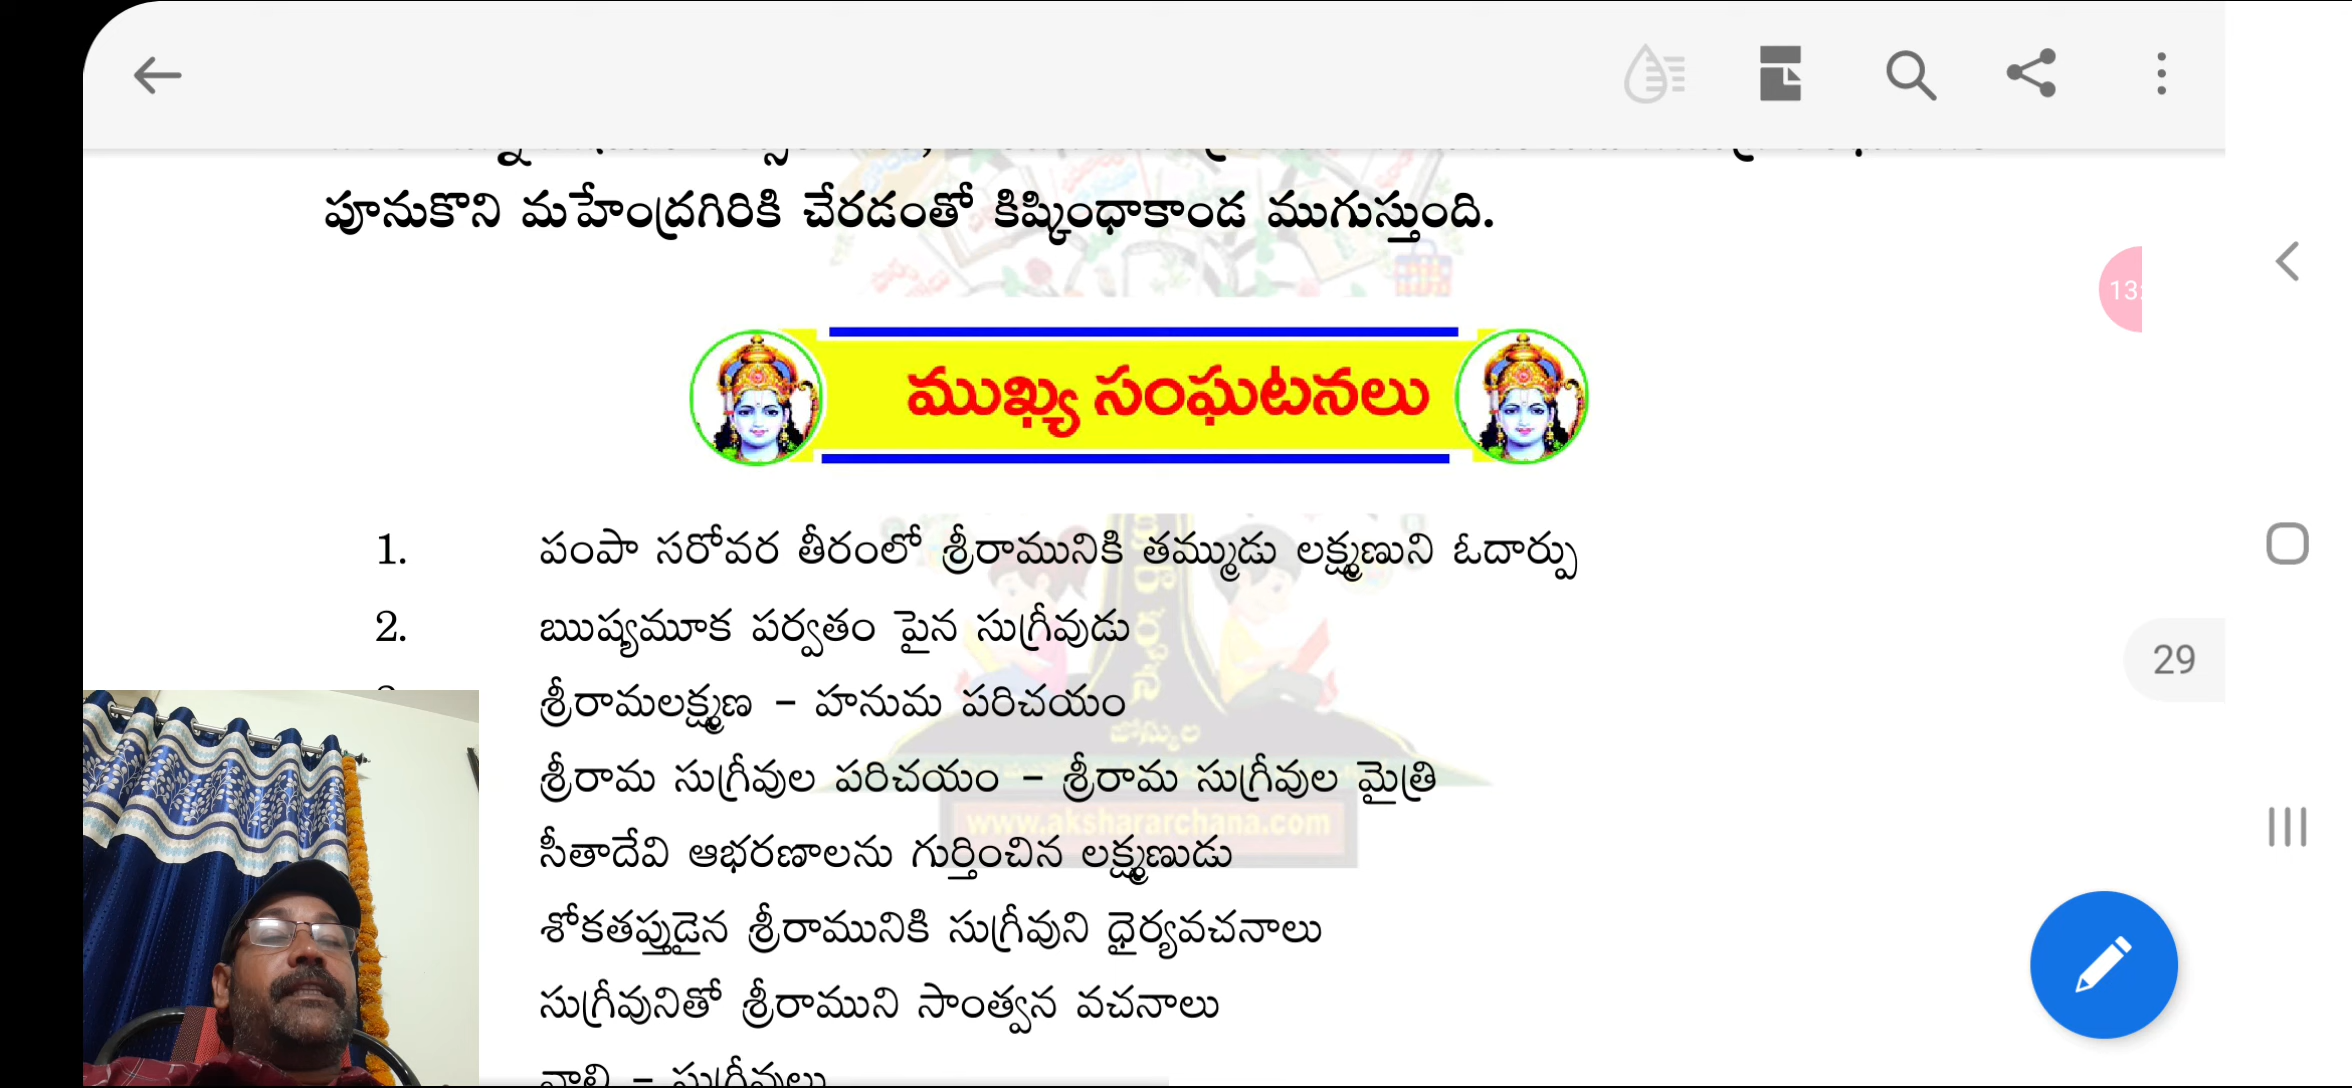 పూనుకొని మహేంద్రగిరికి చేరడంతో కిష్కింధాకాండ ముగుస్తుంది.
13:
ముఖ్య సంఘటనలు
1. పంపా సరోవర తీరంలో శ్రీరామునికి తమ్ముడు లక్ష్మణుని ఓదార్పు
2. ఋష్యమూక పర్వతం పైన సుగ్రీవుడు
29
శ్రీరామలక్ష్మణ - హనుమ పరిచయం
శ్రీరామ సుగ్రీవుల పరిచయం - శ్రీరామ సుగ్రీవుల మైత్రి
www.akshararchana.com
సీతాదేవి ఆభరణాలను గుర్తించిన లక్ష్మణుడు
శోకతప్తుడైన శ్రీరామునికి సుగ్రీవుని ధైర్యవచనాలు
సుగ్రీవునితో శ్రీరాముని సాంత్వన వచనాలు
వాలి - సుగ్రీవులు